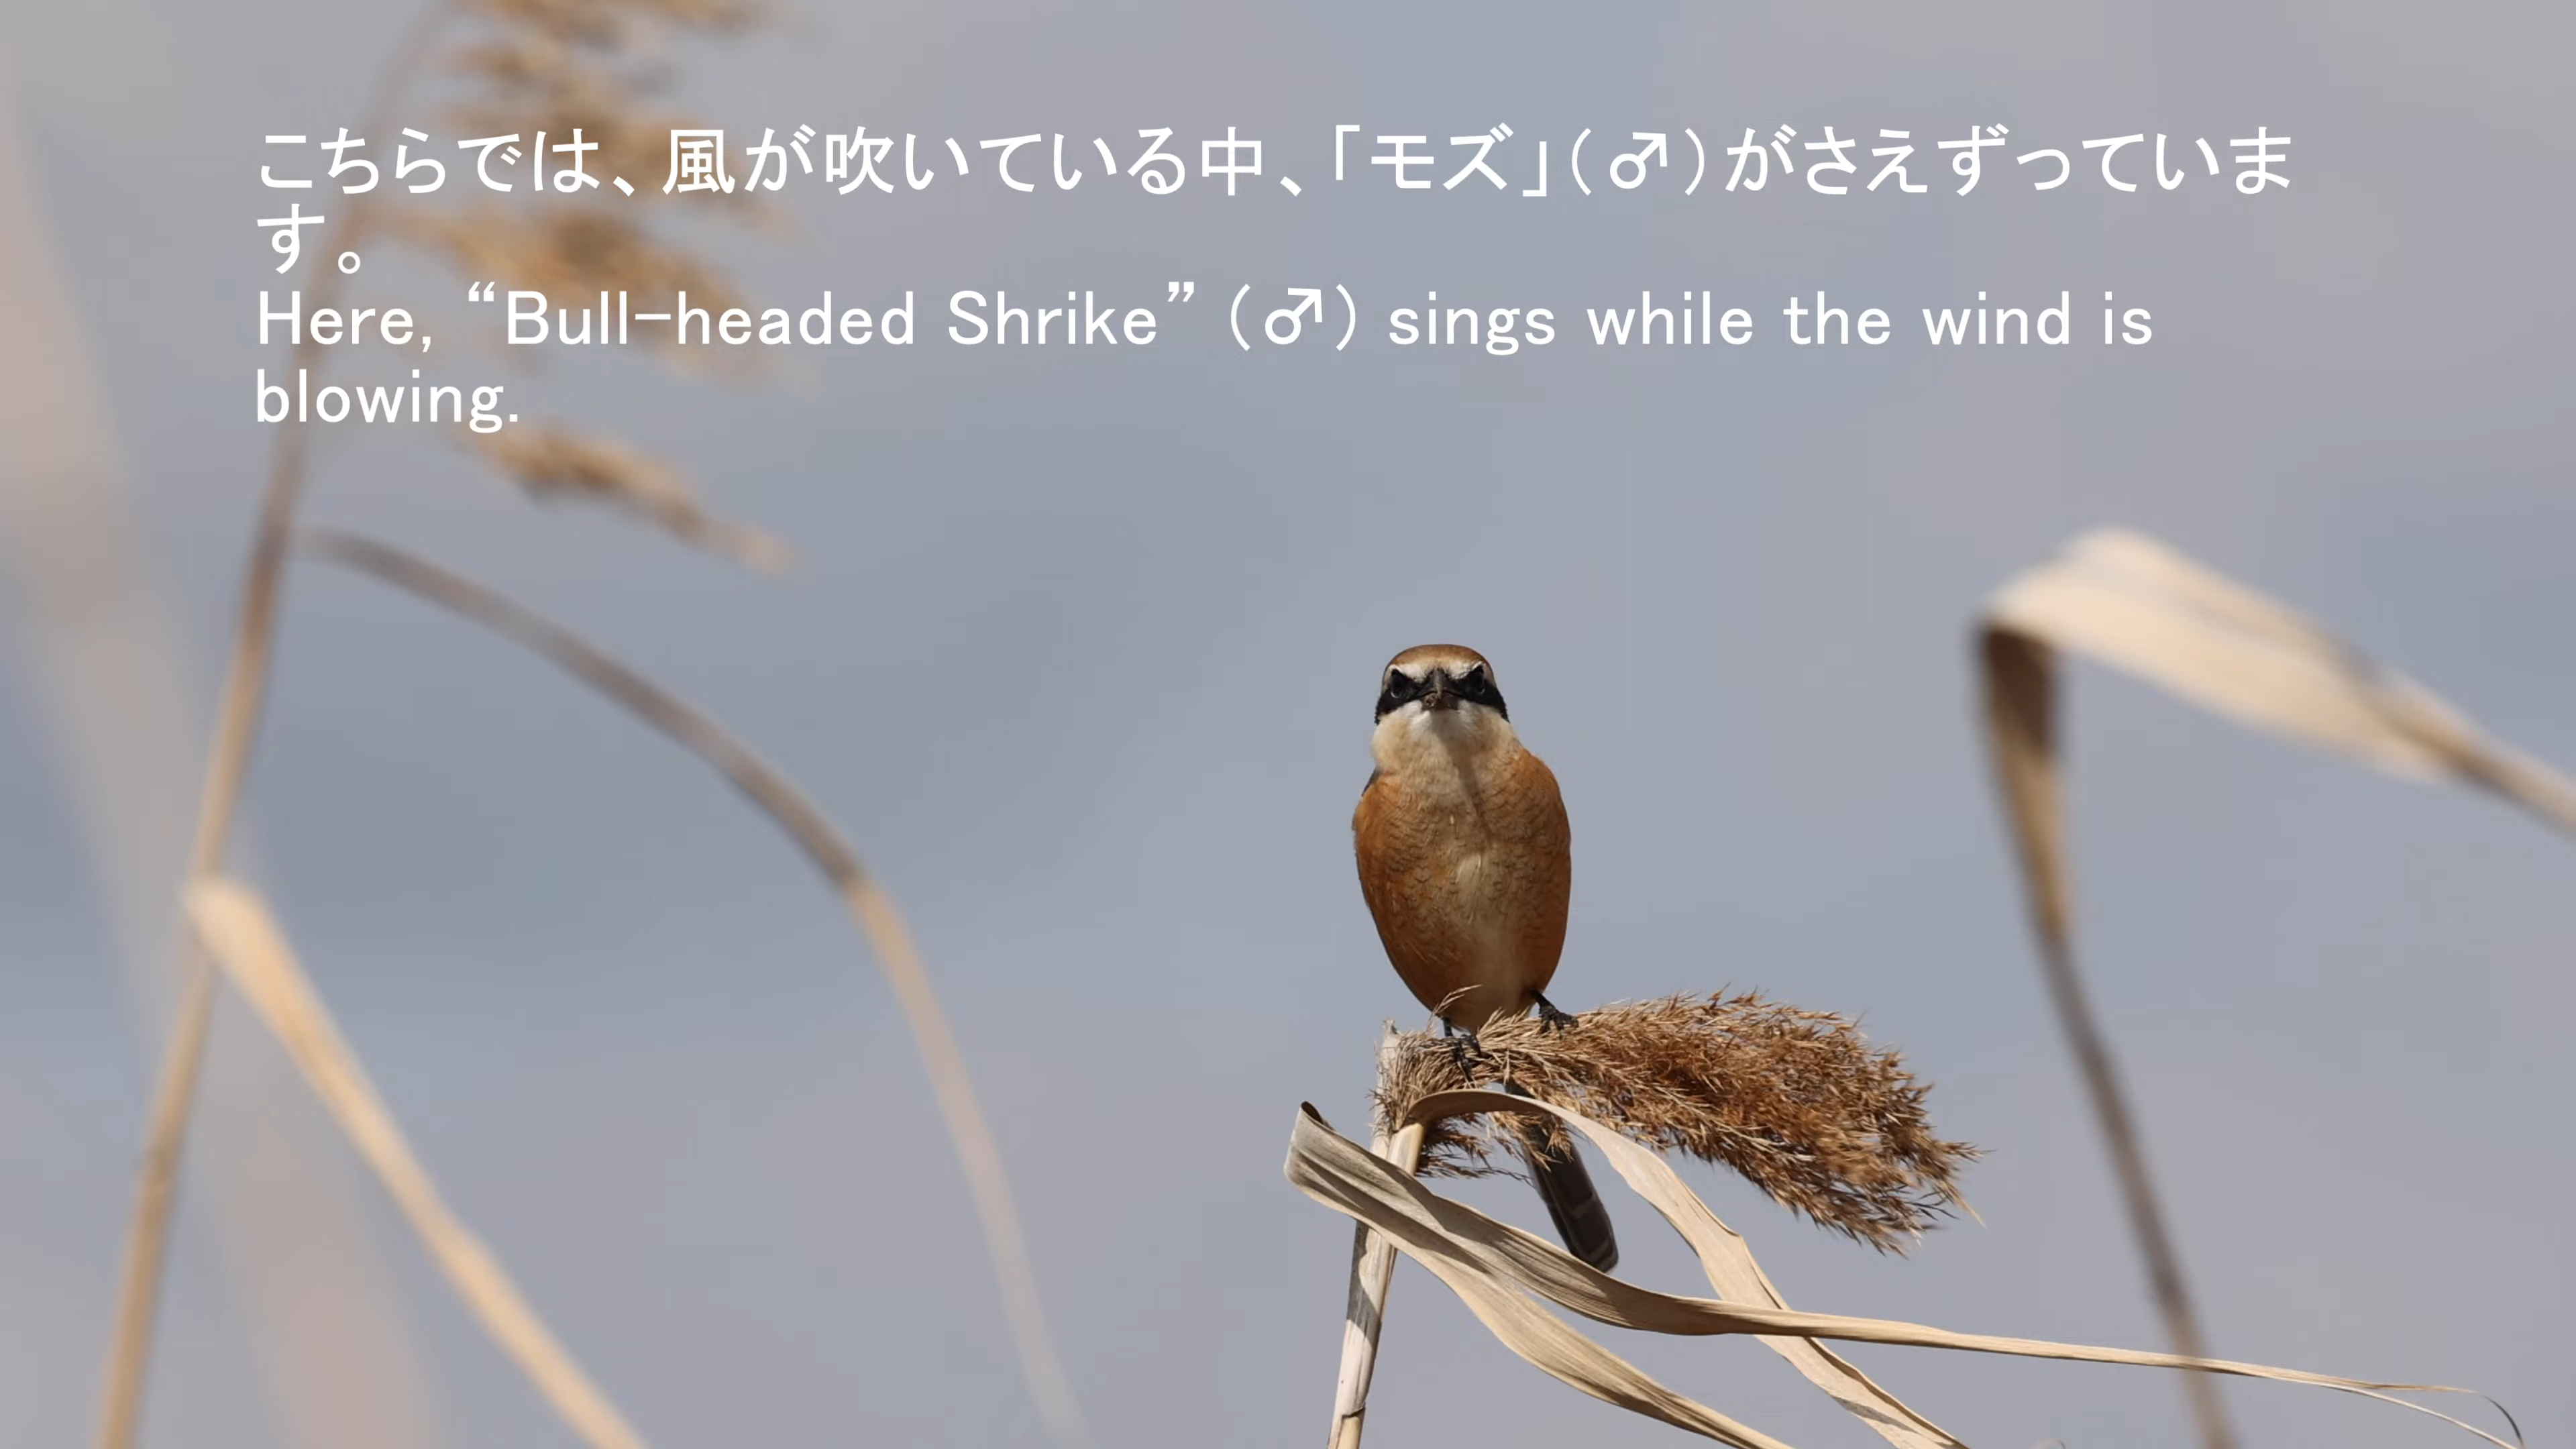 こちらでは、風が吹いている中、「モズ」（♂）がさえずっていま
す。
Here, “Bull-headed Shrike”（♂）sings while the wind is
blowing.